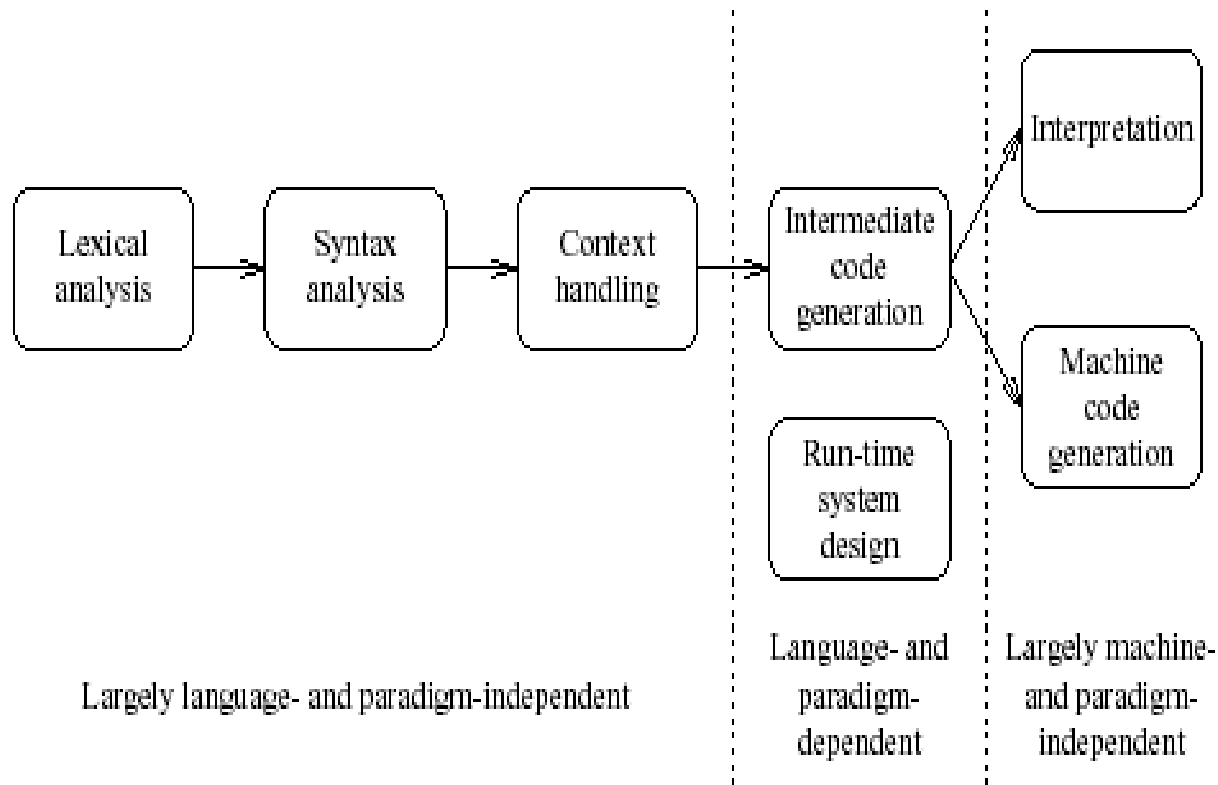 Lexical
analysis
Syntax
analysis
Context
handling
Intermediate
code
generation
Interpretation
Machine
code
generation
Run-time
system
design
Largely language- and paradigm-independent
Language- and
paradigm-
dependent
Largely machine-
and paradigm-
independent